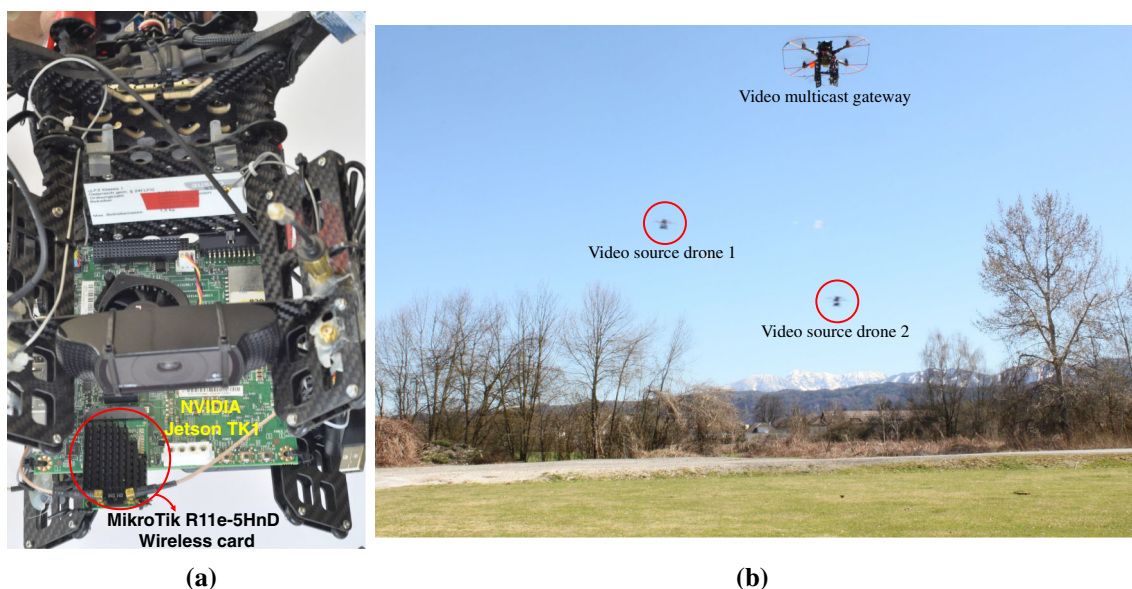 NVIDIA
Jetson TK1
MikroTik R11e-5HnD
Wireless card
(a)
Video multicast gateway
Video source drone 1
Video source drone 2
(b)